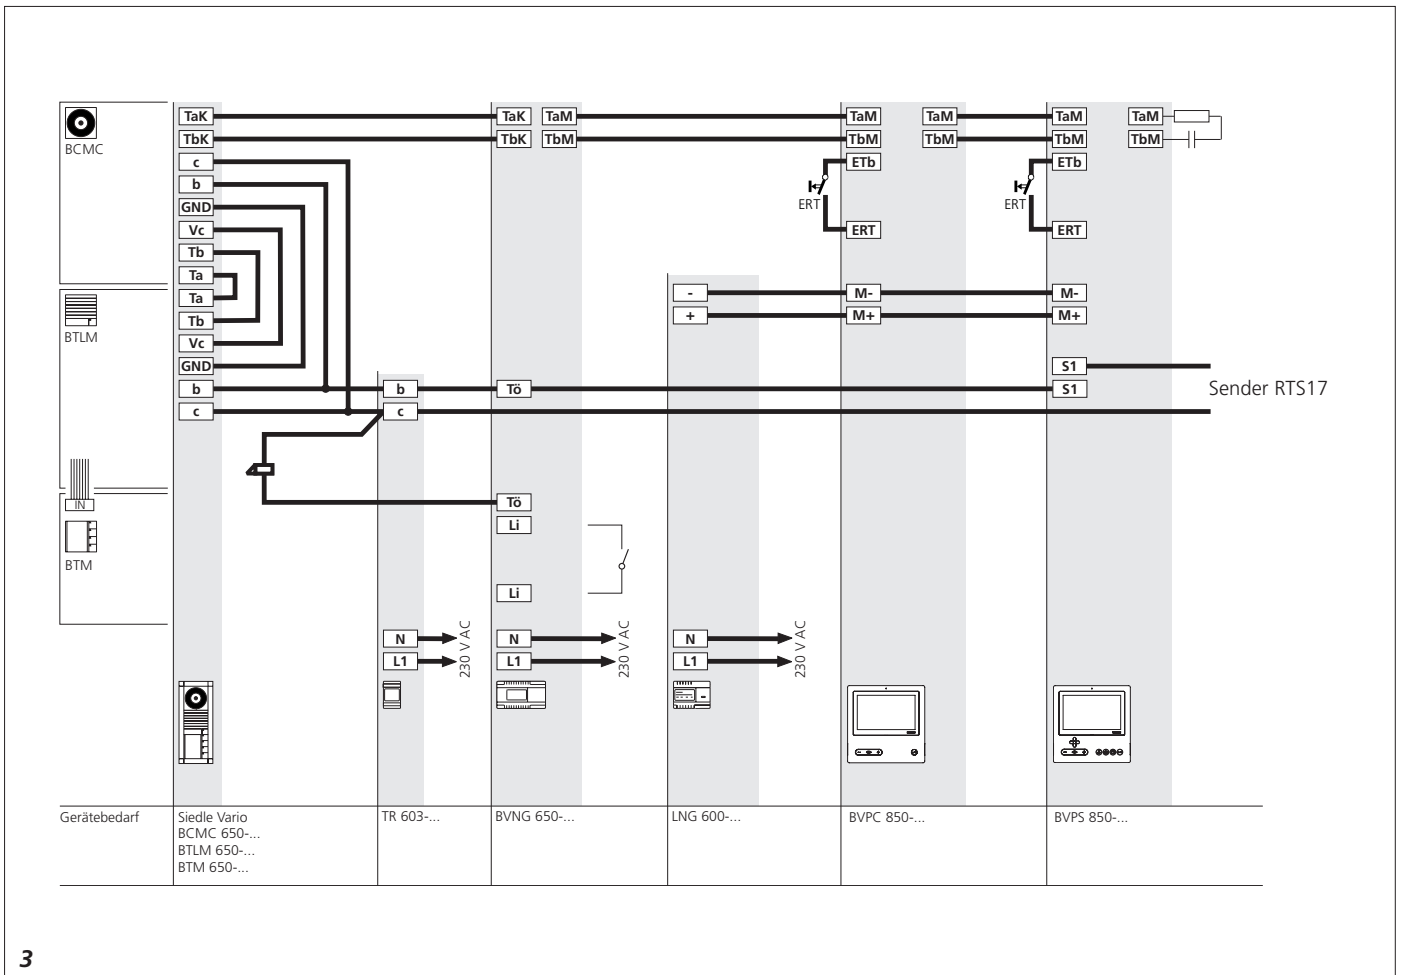 TaK TaK TaM TaM TaM TaM TaM
TbK TbK TbM TbM TbM TbM TbM
BCMC
c ETb ETb
b
GND ERT ERT
Vc ERT ERT
Tb
Ta
Ta - M- M-
Tb + M+ M+
BTLM
Vc
GND S1
b b Tö S1 Sender RTS17
c c
IN Tö
Li
BTM
Li
N N N
L1 L1 L1
230 V AC 230 V AC 230 V AC
Gerätebedarf Siedle Vario TR 603-... BVNG 650-... LNG 600-... BVPC 850-... BVPS 850-...
BCMC 650-...
BTLM 650-...
BTM 650-...
3